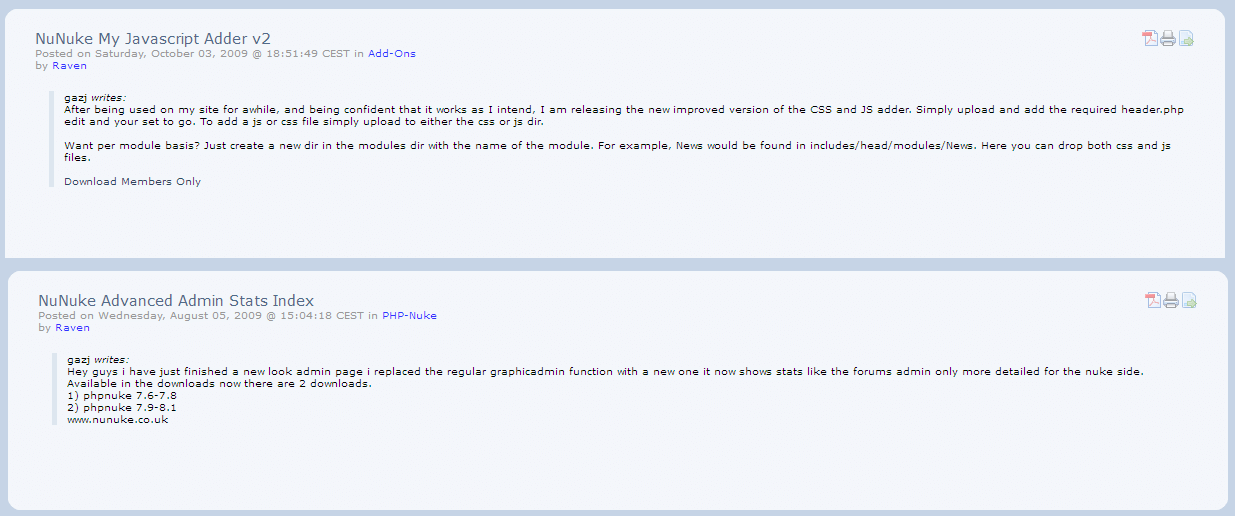 NuNuke My Javascript Adder v2
Posted on Saturday, October 03, 2009 @ 18:51:49 CEST in Add-Ons
by Raven
gazj writes:
After being used on my site for awhile, and being confident that it works as I intend, I am releasing the new improved version of the CSS and JS adder. Simply upload and add the required header.php
edit and your set to go. To add a js or css file simply upload to either the css or js dir.
Want per module basis? Just create a new dir in the modules dir with the name of the module. For example, News would be found in includes/head/modules/News. Here you can drop both css and js
files.
Download Members Only
NuNuke Advanced Admin Stats Index
Posted on Wednesday, August 05, 2009 @ 15:04:18 CEST in PHP-Nuke
by Raven
gazj writes:
Hey guys i have just finished a new look admin page i replaced the regular graphicadmin function with a new one it now shows stats like the forums admin only more detailed for the nuke side.
Available in the downloads now there are 2 downloads.
1) phpnuke 7.6-7.8
2) phpnuke 7.9-8.1
www.nunuke.co.uk